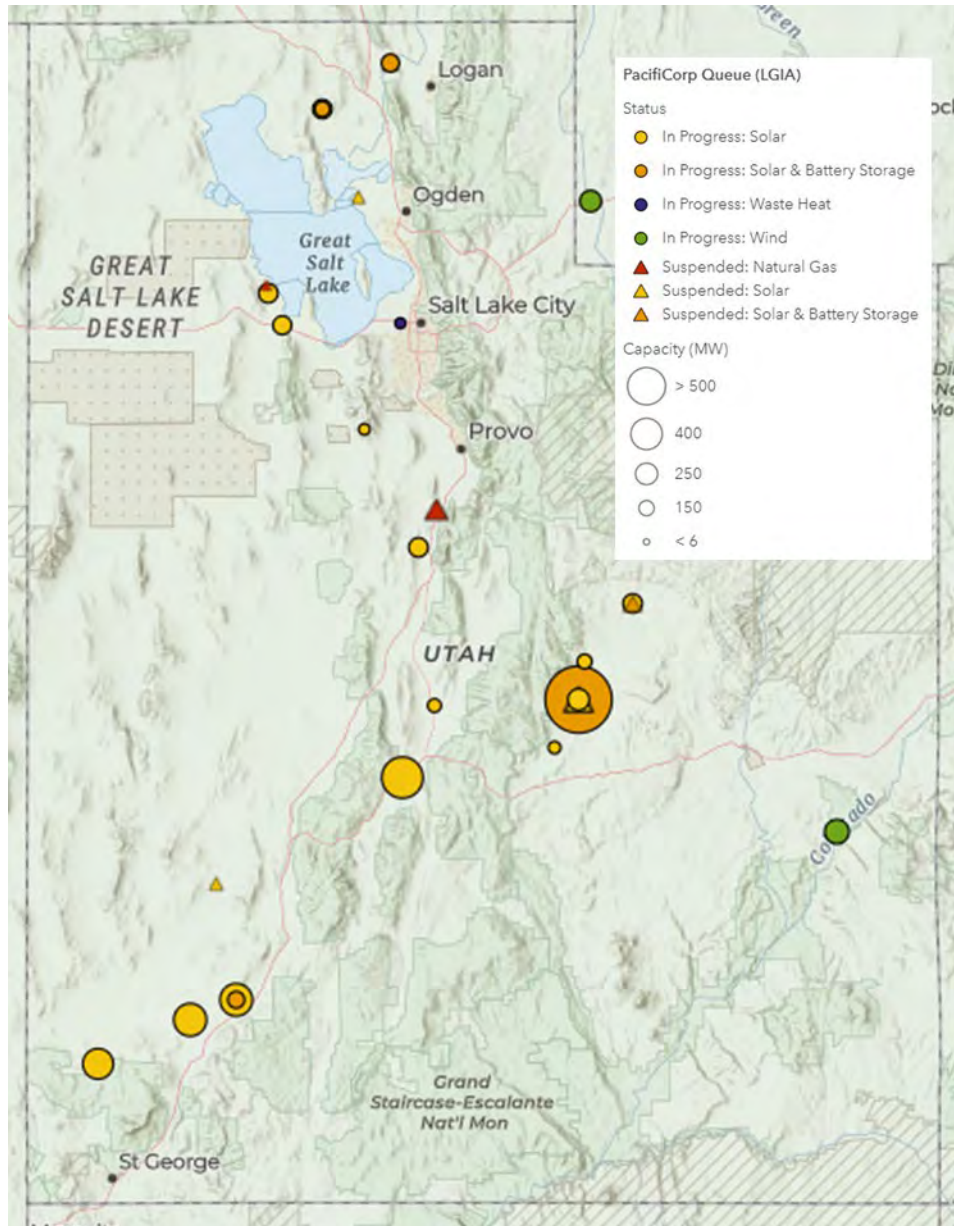 Green
Logan
PacifiCorp Queue (LGIA)
Status
In Progress: Solar
In Progress: Solar & Battery Storage
In Progress: Waste Heat
In Progress: Wind
Suspended: Natural Gas
Suspended: Solar
Suspended: Solar & Battery Storage
Capacity (MW)
> 500
400
250
150
< 6
Ogden
Great
Salt
Lake
GREAT
SALT LAKE
DESERT
Salt Lake City
Provo
UTAH
Colorado
Grand
Staircase-Escalante
Nat'l Mon
St George